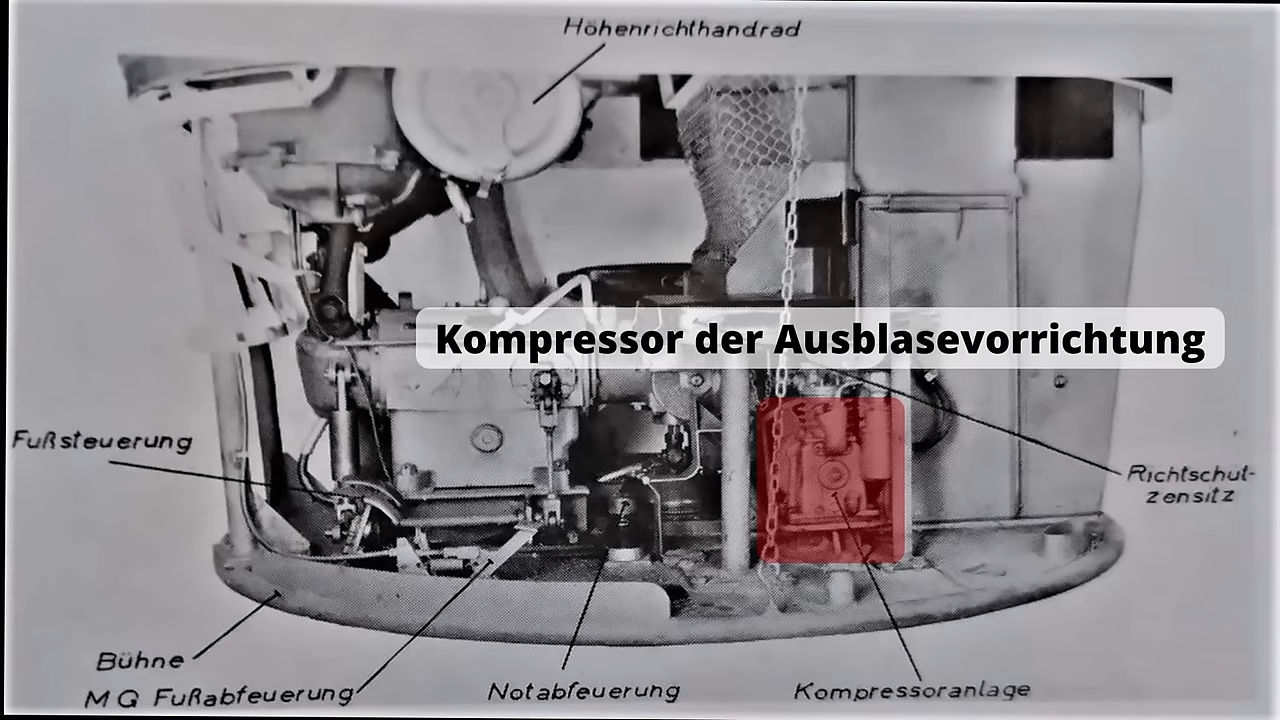 Höhenrichthandrad
Kompressor der Ausblasevorrichtung
Fußsteuerung
Richtschut-
zensitz
Bühne
MG Fußabfeuerung
Notabfeuerung
Kompressoranlage